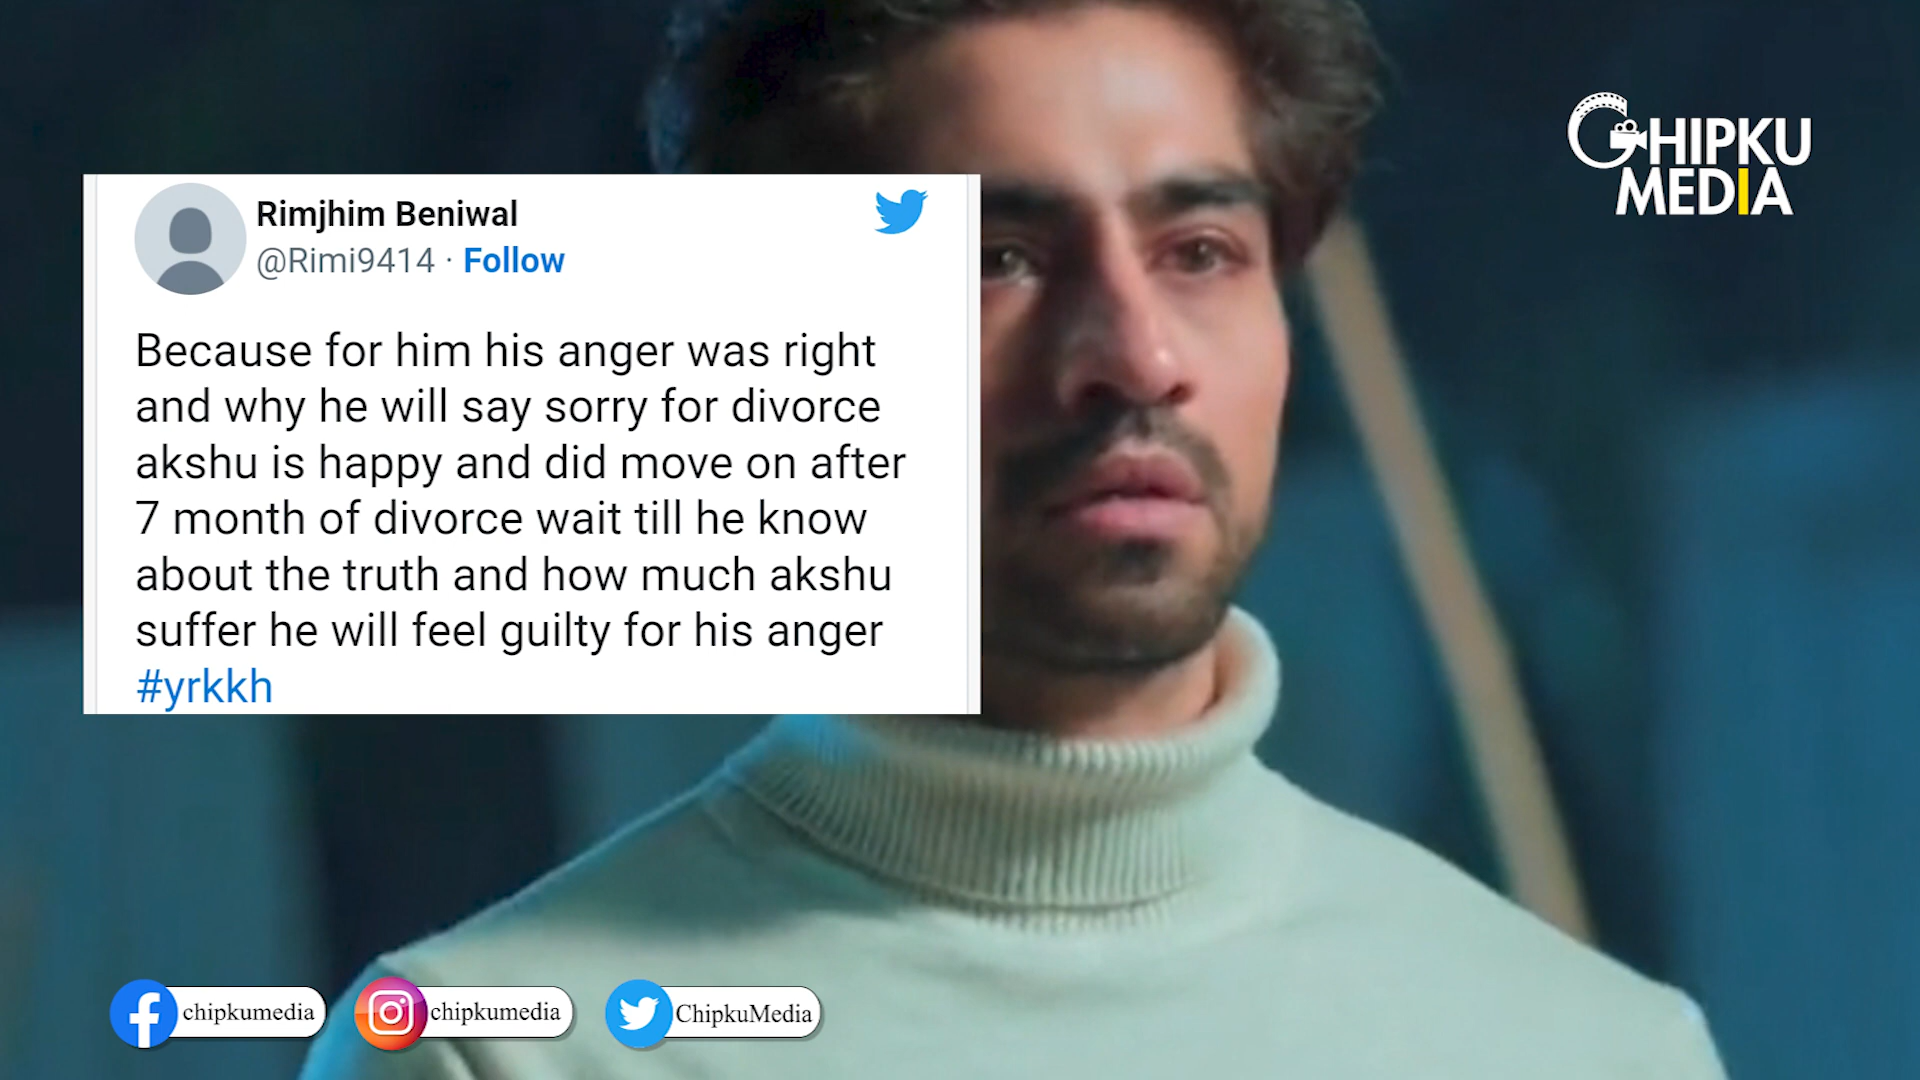 CHIPKU
MEDIA
Rimjhim Beniwal
@Rimi9414 · Follow
Because for him his anger was right
and why he will say sorry for divorce
akshu is happy and did move on after
7 month of divorce wait till he know
about the truth and how much akshu
suffer he will feel guilty for his anger
#yrkkh
chipkumedia
chipkumedia
ChipkuMedia